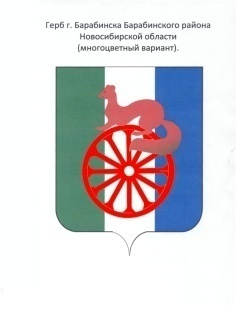 Герб г. Барабинска Барабинского района
Новосибирской области
(многоцветный вариант).